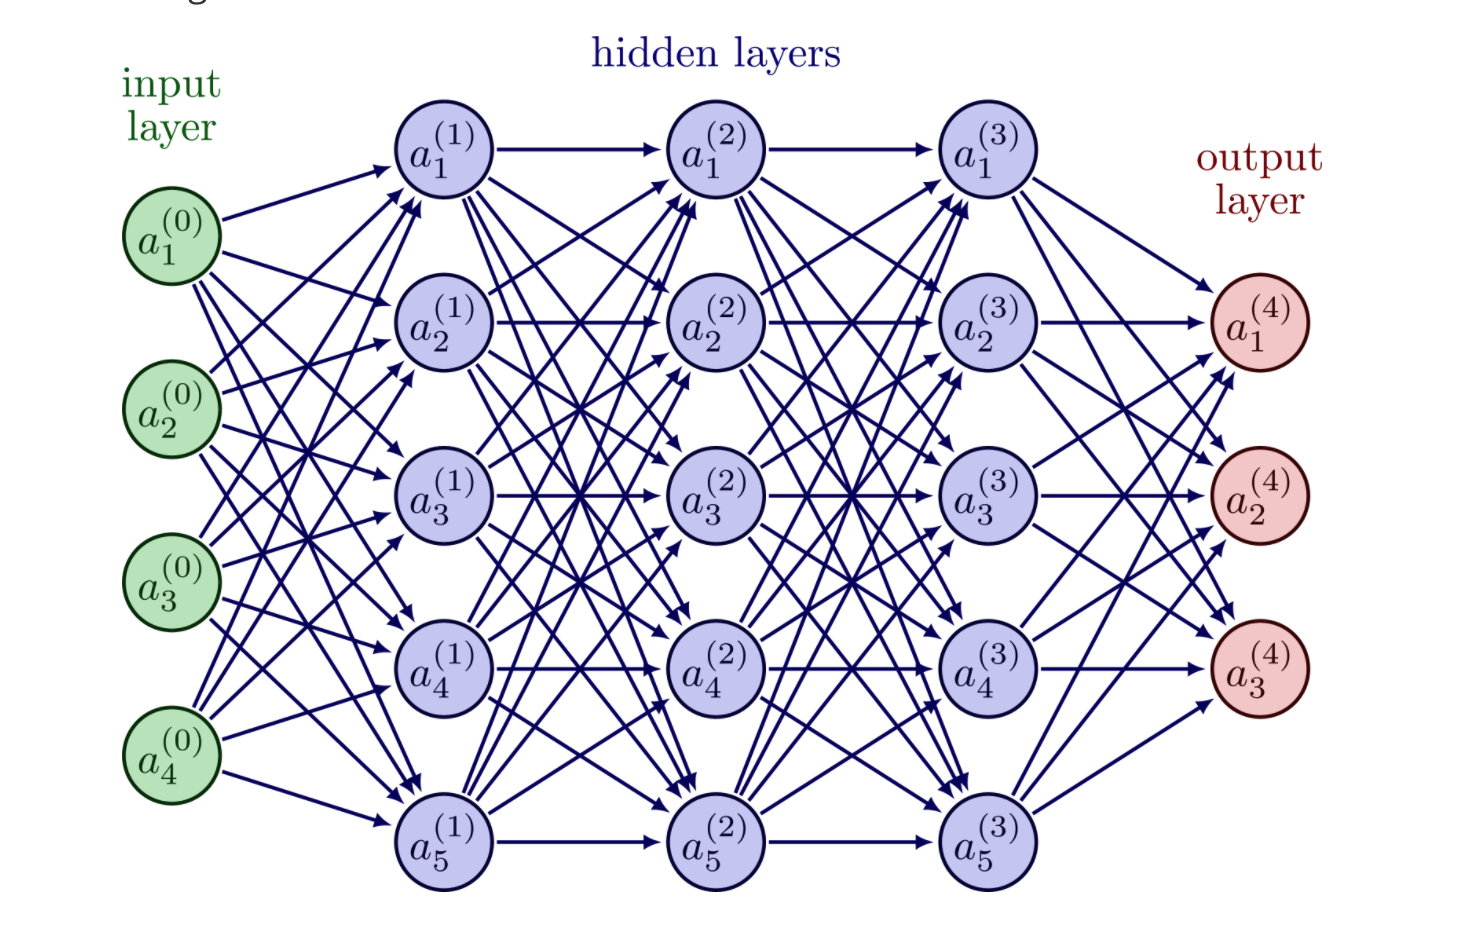 hidden layers
input
layer
output
layer
a_1^{(0)}
a_2^{(0)}
a_3^{(0)}
a_4^{(0)}
a_1^{(1)}
a_2^{(1)}
a_3^{(1)}
a_4^{(1)}
a_5^{(1)}
a_1^{(2)}
a_2^{(2)}
a_3^{(2)}
a_4^{(2)}
a_5^{(2)}
a_1^{(3)}
a_2^{(3)}
a_3^{(3)}
a_4^{(3)}
a_5^{(3)}
a_1^{(4)}
a_2^{(4)}
a_3^{(4)}